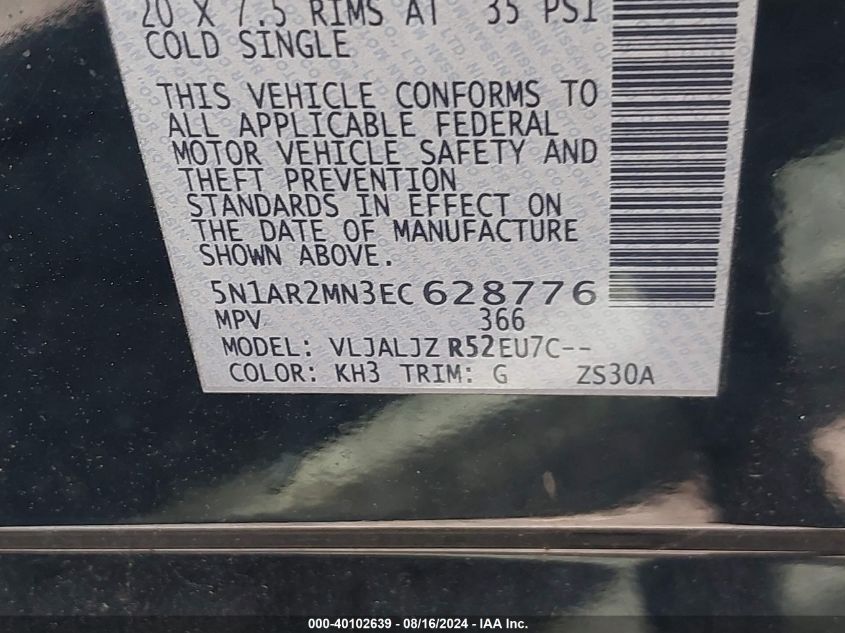 20 X 7.5 RIMS AT 35 PSI
COLD SINGLE
THIS VEHICLE CONFORMS TO
ALL APPLICABLE FEDERAL
MOTOR VEHICLE SAFETY AND
THEFT PREVENTION
STANDARDS IN EFFECT ON
THE DATE OF MANUFACTURE
SHOWN ABOVE.
5N1AR2MN3EC628776
MPV 366
MODEL: VLJALJZ R52EU7C--
COLOR: KH3 TRIM: G ZS30A
000-40102639 - 08/16/2024 - IAA Inc.